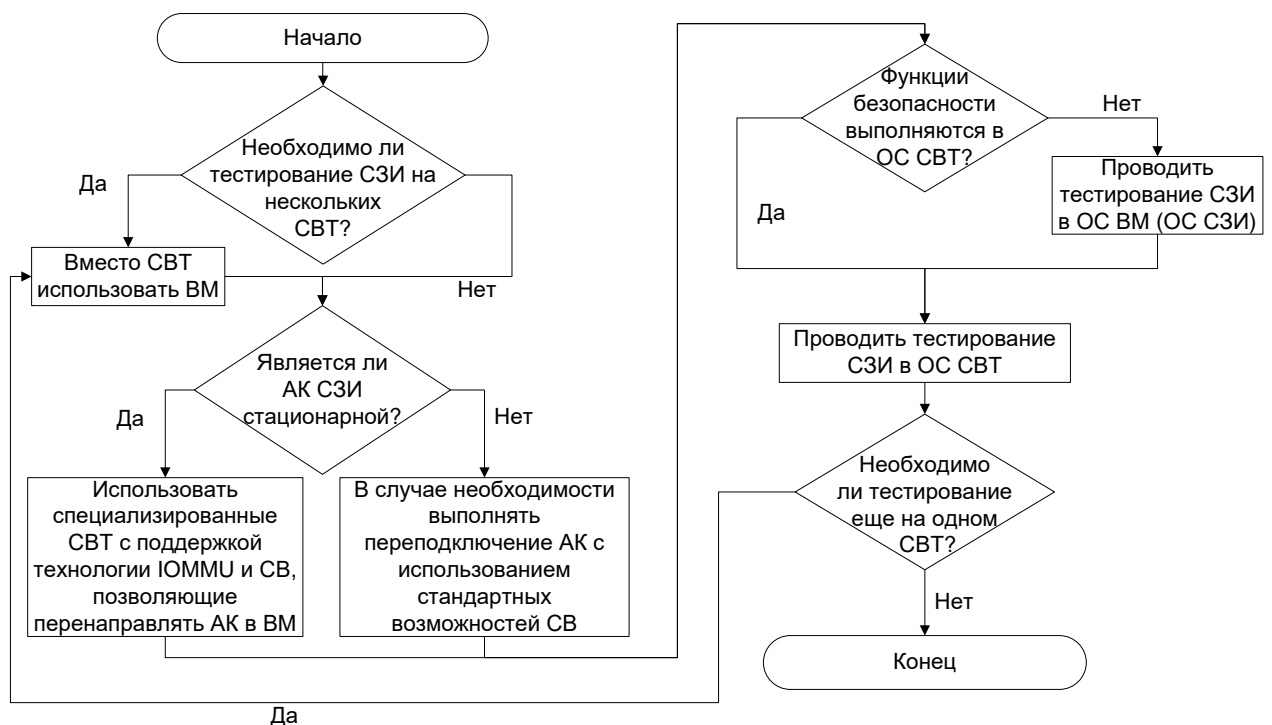 Начало
Необходимо ли
тестирование СЗИ на
нескольких
СВТ?
Да
Нет
Вместо СВТ
использовать ВМ
Является ли
АК СЗИ
стационарной?
Да
Нет
Использовать
специализированные
СВТ с поддержкой
технологии IOMMU и СВ,
позволяющие
перенаправлять АК в ВМ
В случае необходимости
выполнять
переподключение АК с
использованием
стандартных
возможностей СВ
Функции
безопасности
выполняются в
ОС СВТ?
Нет
Да
Проводить
тестирование СЗИ
в ОС ВМ (ОС СЗИ)
Проводить тестирование
СЗИ в ОС СВТ
Необходимо
ли тестирование
еще на одном
СВТ?
Нет
Конец
Да